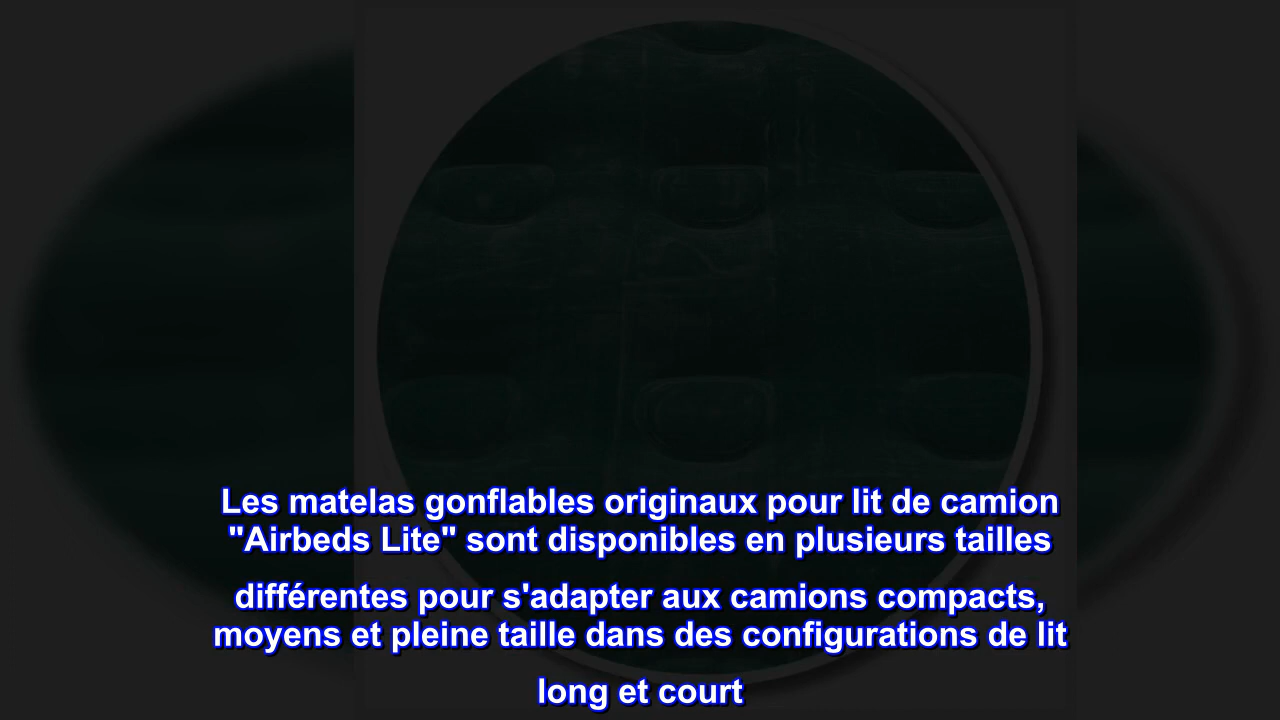 Les matelas gonflables originaux pour lit de camion
"Airbeds Lite" sont disponibles en plusieurs tailles
différentes pour s'adapter aux camions compacts,
moyens et pleine taille dans des configurations de lit
long et court